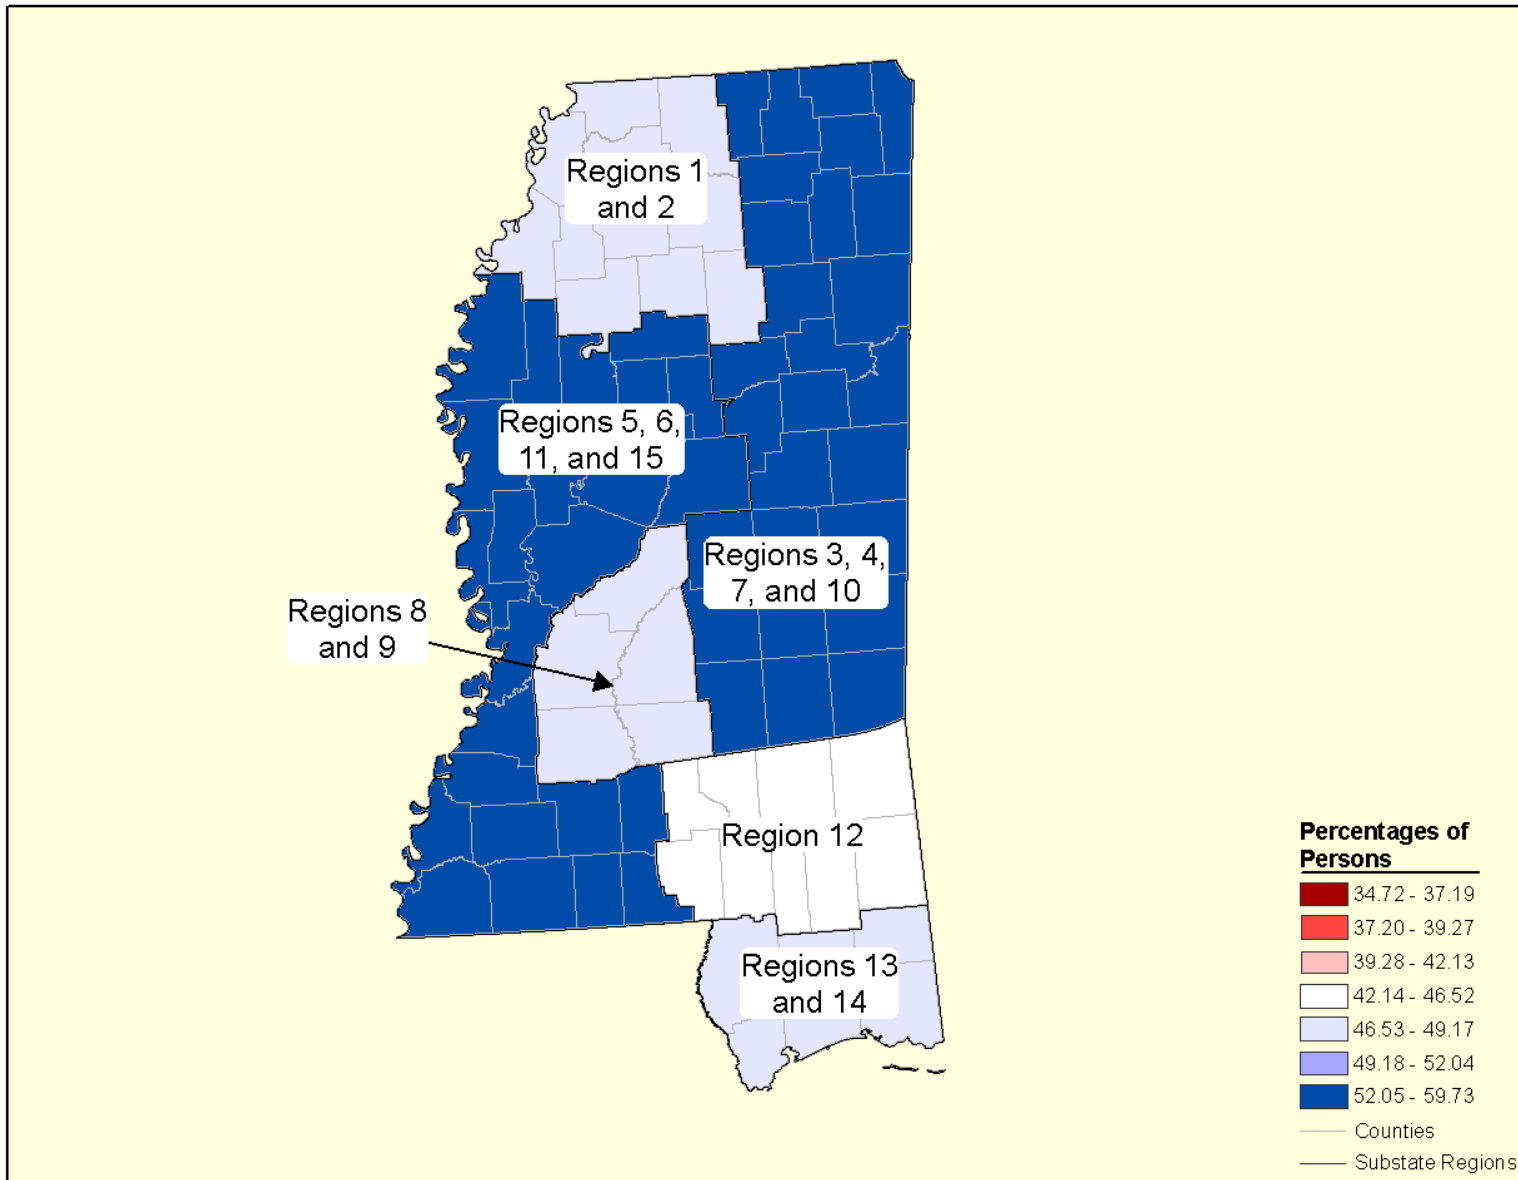 Regions 1
and 2
Regions 5, 6,
11, and 15
Regions 3, 4,
7, and 10
Regions 8
and 9
Region 12
Regions 13
and 14
Percentages of
Persons
34.72 - 37.19
37.20 - 39.27
39.28 - 42.13
42.14 - 46.52
46.53 - 49.17
49.18 - 52.04
52.05 - 59.73
Counties
Substate Regions